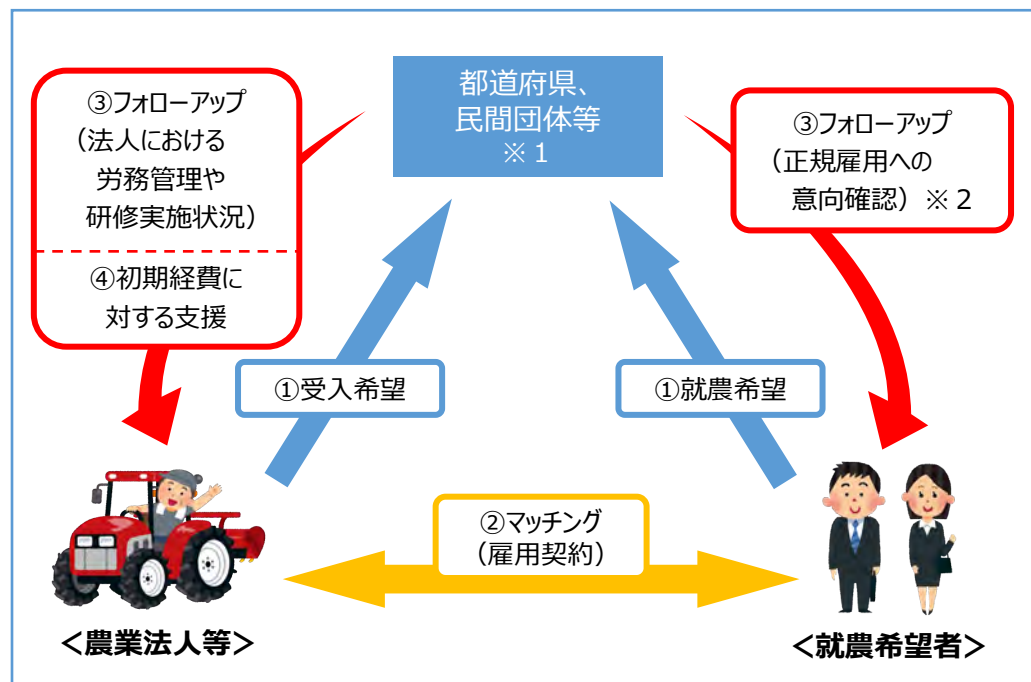 都道府県、
民間団体等
※１
③フォローアップ
（法人における
労務管理や
研修実施状況）
④初期経費に
対する支援
③フォローアップ
（正規雇用への
意向確認）※２
①受入希望
①就農希望
②マッチング
（雇用契約）
＜農業法人等＞
＜就農希望者＞